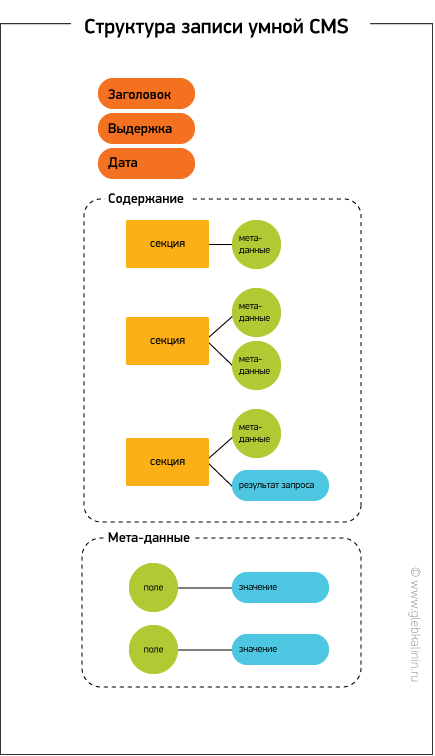 Структура записи умной CMS
Заголовок
Выдержка
Дата
Содержание
секция
мета-
данные
секция
мета-
данные
мета-
данные
секция
мета-
данные
результат запроса
Мета-данные
поле
значение
поле
значение
© www.glebkalinin.ru